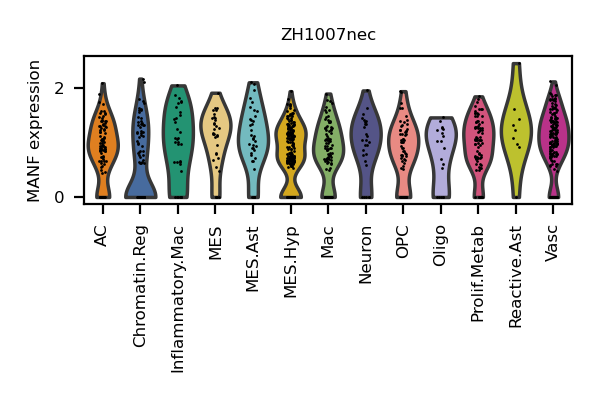 ZH1007nec
MANF expression
2
0
AC
Chromatin.Reg
Inflammatory.Mac
MES
MES.Ast
MES.Hyp
Mac
Neuron
OPC
Oligo
Prolif.Metab
Reactive.Ast
Vasc